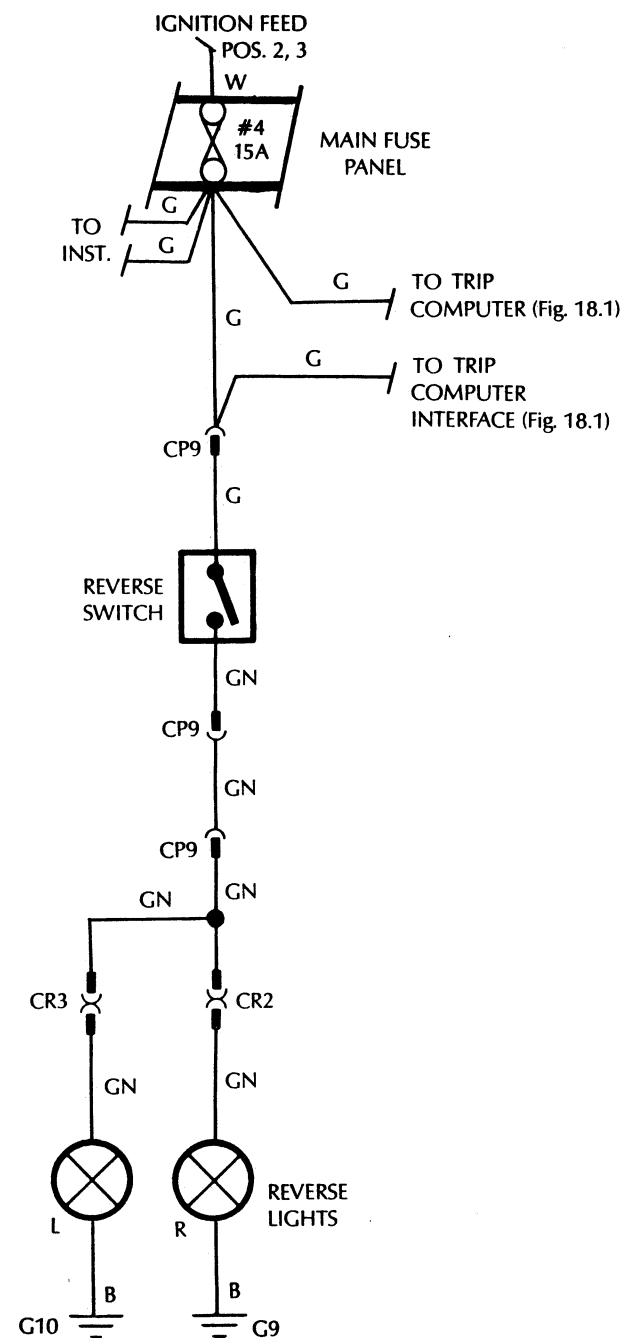 IGNITION FEED
POS. 2, 3
W
#4
15A
MAIN FUSE
PANEL
G
TO
INST.
G
G
TO TRIP
COMPUTER (Fig. 18.1)
G
G
TO TRIP
COMPUTER
INTERFACE (Fig. 18.1)
CP9
G
REVERSE
SWITCH
GN
CP9
GN
CP9
GN
GN
CR3
CR2
GN
GN
L
R
REVERSE
LIGHTS
B
B
G10
G9